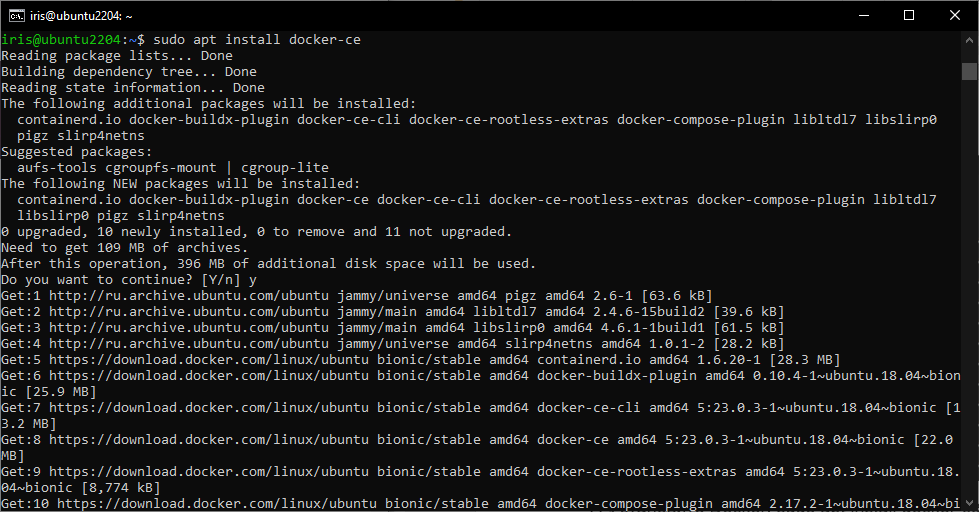 iris@ubuntu2204: ~
iris@ubuntu2204:~$ sudo apt install docker-ce
Reading package lists... Done
Building dependency tree... Done
Reading state information... Done
The following additional packages will be installed:
  containerd.io docker-buildx-plugin docker-ce-cli docker-ce-rootless-extras docker-compose-plugin libltdl7 libslirp0
  pigz slirp4netns
Suggested packages:
  aufs-tools cgroupfs-mount | cgroup-lite
The following NEW packages will be installed:
  containerd.io docker-buildx-plugin docker-ce docker-ce-cli docker-ce-rootless-extras docker-compose-plugin libltdl7
  libslirp0 pigz slirp4netns
0 upgraded, 10 newly installed, 0 to remove and 11 not upgraded.
Need to get 109 MB of archives.
After this operation, 396 MB of additional disk space will be used.
Do you want to continue? [Y/n] y
Get:1 http://ru.archive.ubuntu.com/ubuntu jammy/universe amd64 pigz amd64 2.6-1 [63.6 kB]
Get:2 http://ru.archive.ubuntu.com/ubuntu jammy/main amd64 libltdl7 amd64 2.4.6-15build2 [39.6 kB]
Get:3 http://ru.archive.ubuntu.com/ubuntu jammy/main amd64 libslirp0 amd64 4.6.1-1build1 [61.5 kB]
Get:4 http://ru.archive.ubuntu.com/ubuntu jammy/universe amd64 slirp4netns amd64 1.0.1-2 [28.2 kB]
Get:5 https://download.docker.com/linux/ubuntu bionic/stable amd64 containerd.io amd64 1.6.20-1 [28.3 MB]
Get:6 https://download.docker.com/linux/ubuntu bionic/stable amd64 docker-buildx-plugin amd64 0.10.4-1~ubuntu.18.04~bion
ic [25.9 MB]
Get:7 https://download.docker.com/linux/ubuntu bionic/stable amd64 docker-ce-cli amd64 5:23.0.3-1~ubuntu.18.04~bionic [1
3.2 MB]
Get:8 https://download.docker.com/linux/ubuntu bionic/stable amd64 docker-ce amd64 5:23.0.3-1~ubuntu.18.04~bionic [22.0
MB]
Get:9 https://download.docker.com/linux/ubuntu bionic/stable amd64 docker-ce-rootless-extras amd64 5:23.0.3-1~ubuntu.18.
04~bionic [8,774 kB]
Get:10 https://download.docker.com/linux/ubuntu bionic/stable amd64 docker-compose-plugin amd64 2.17.2-1~ubuntu.18.04~bi